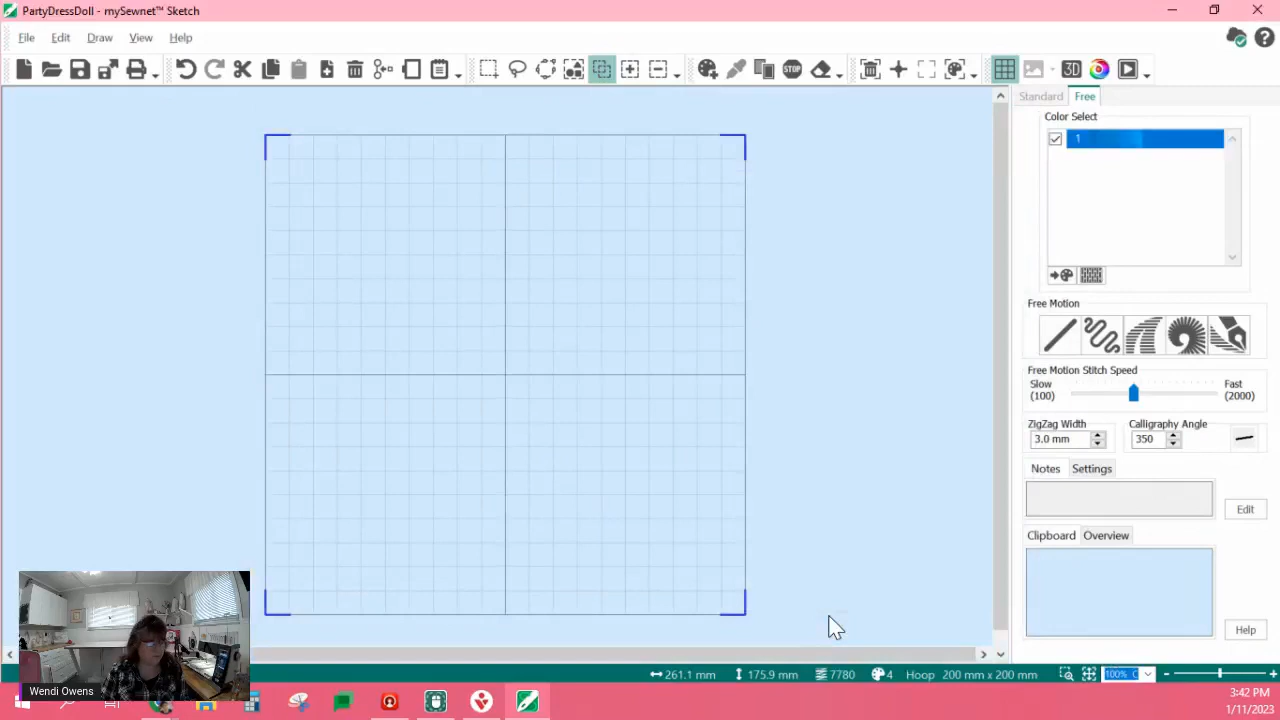 PartyDressDoll - mySewnet™ Sketch
File Edit Draw View Help
STOP 3D
Standard Free
Color Select
1
Free Motion
Free Motion Stitch Speed
Slow Fast
(100) (2000)
ZigZag Width Calligraphy Angle
3.0 mm 350
Notes Settings
Edit
Clipboard Overview
Help
Wendi Owens
261.1 mm 175.9 mm 7780 4 Hoop 200 mm x 200 mm 100%
3:42 PM
1/11/2023